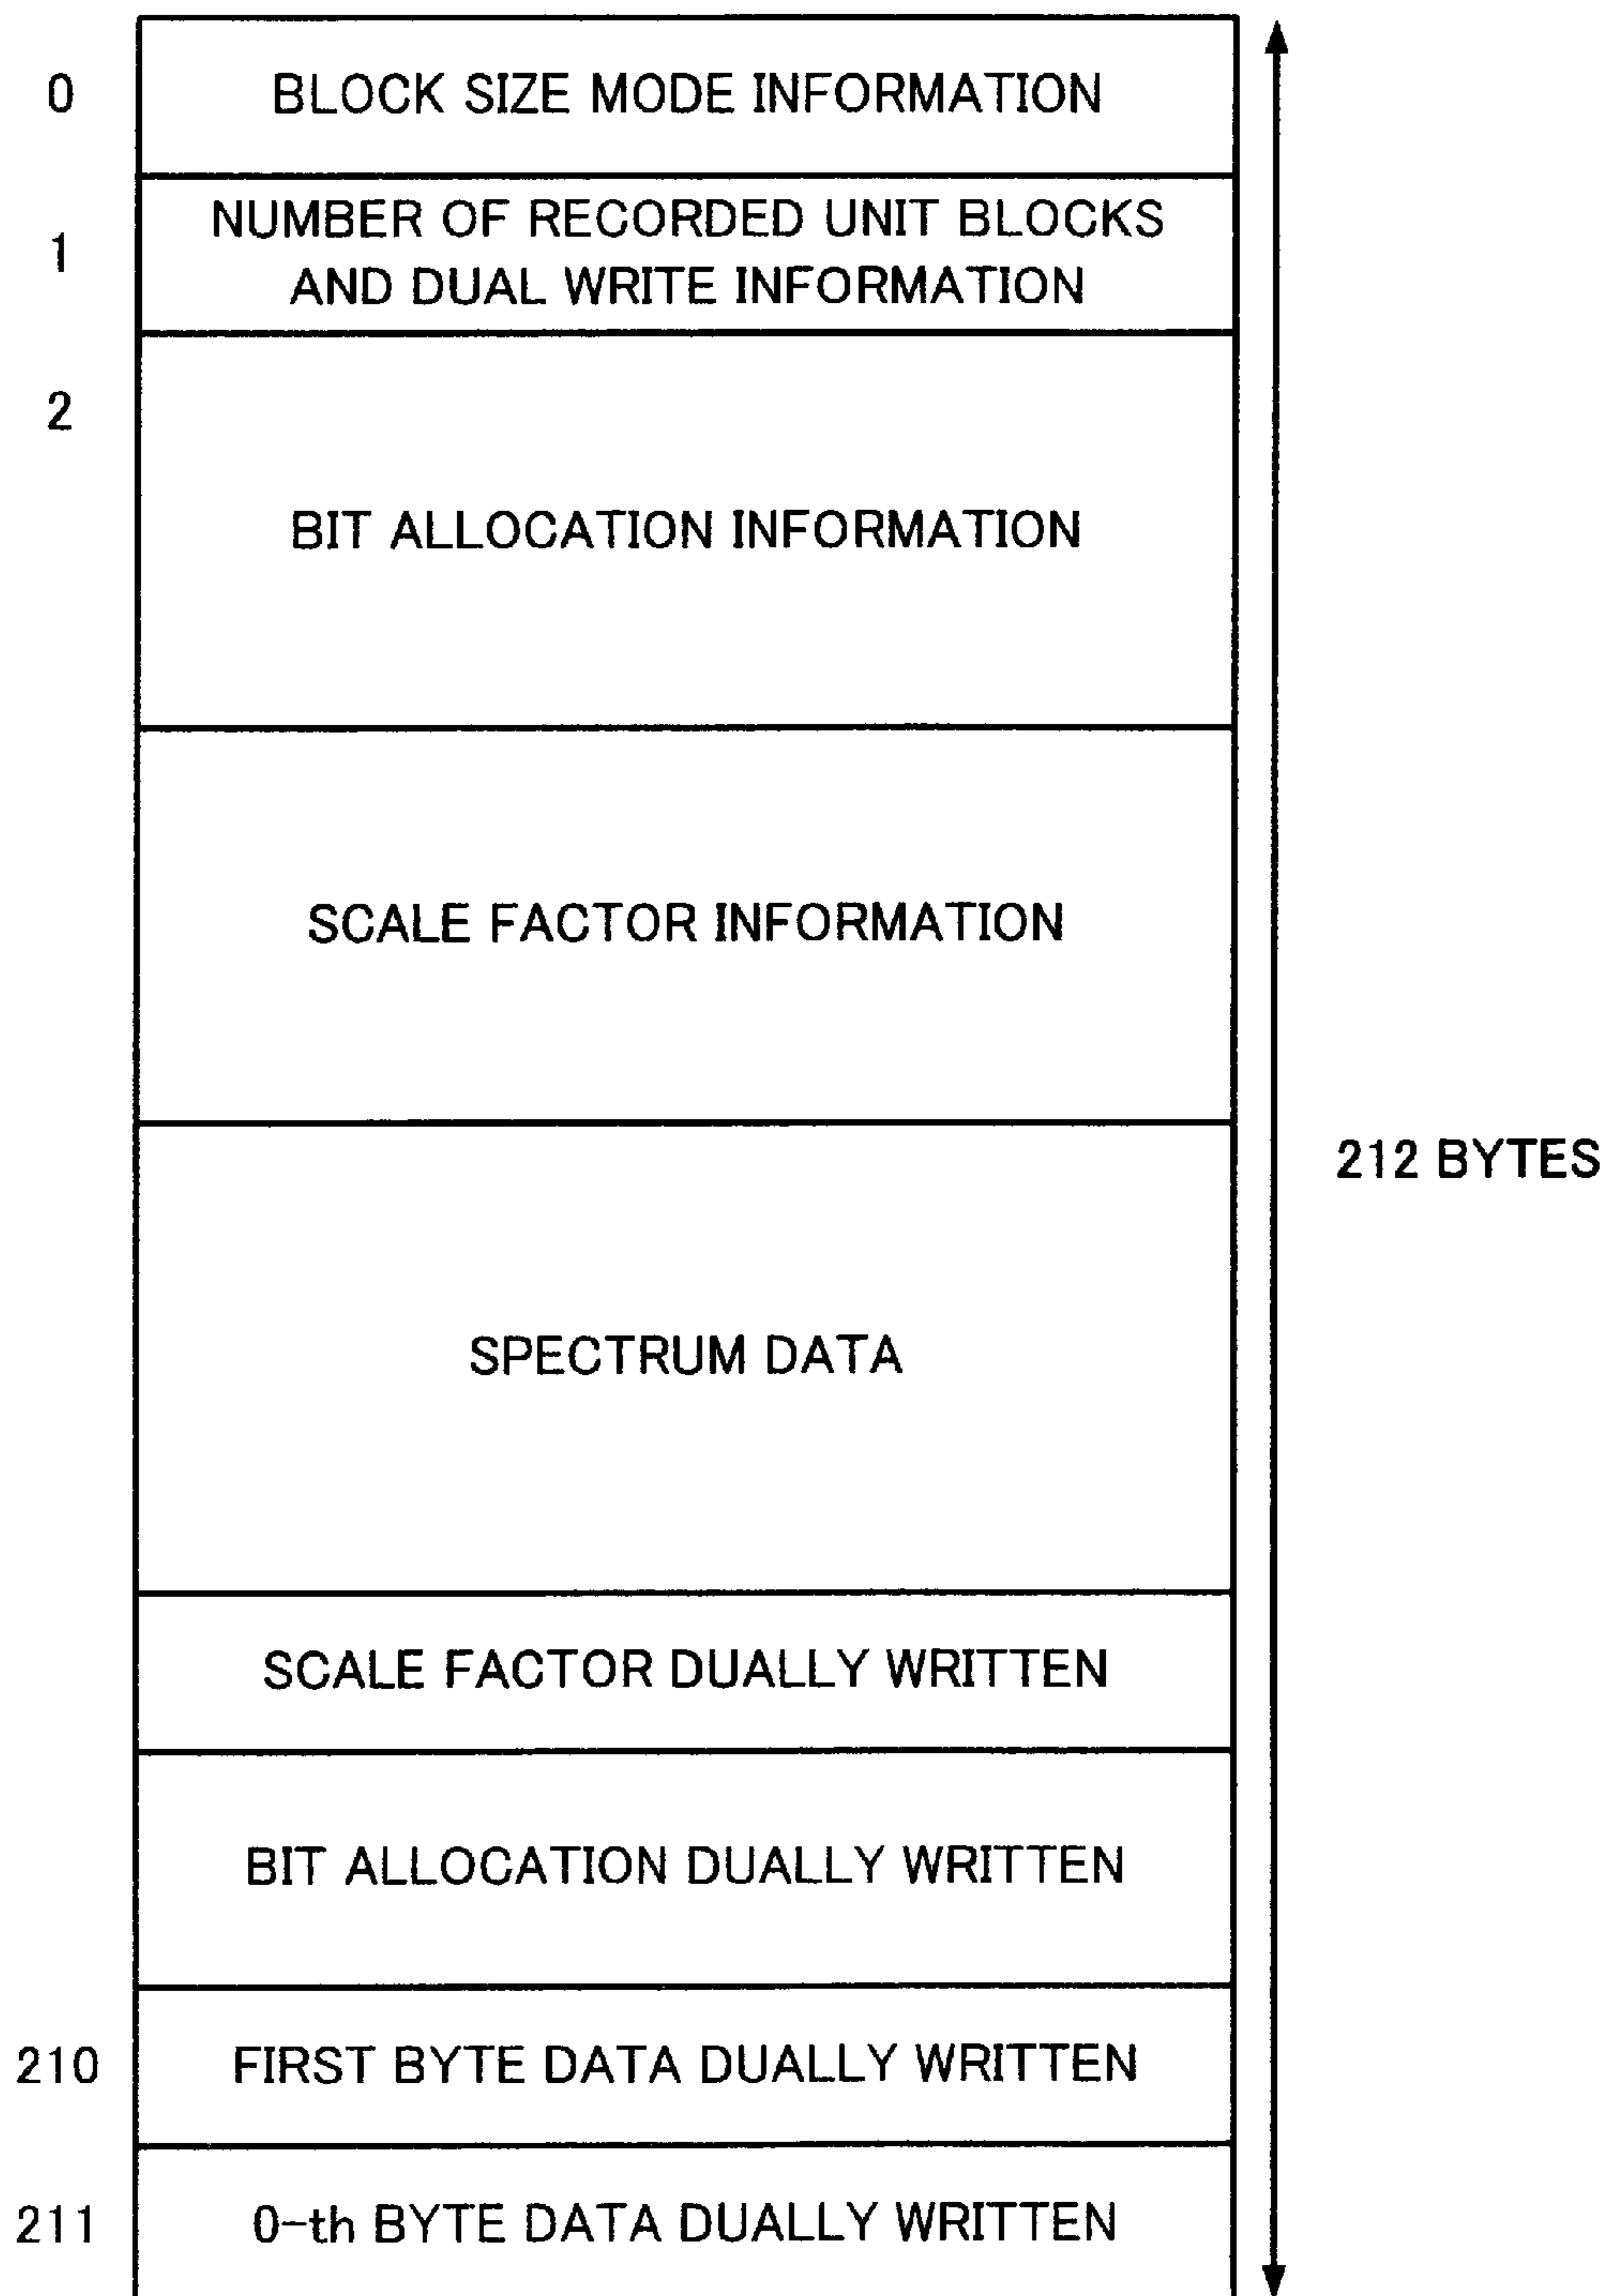 0
BLOCK SIZE MODE INFORMATION
1
NUMBER OF RECORDED UNIT BLOCKS
AND DUAL WRITE INFORMATION
2
BIT ALLOCATION INFORMATION
SCALE FACTOR INFORMATION
212 BYTES
SPECTRUM DATA
SCALE FACTOR DUALLY WRITTEN
BIT ALLOCATION DUALLY WRITTEN
210
FIRST BYTE DATA DUALLY WRITTEN
211
0-th BYTE DATA DUALLY WRITTEN